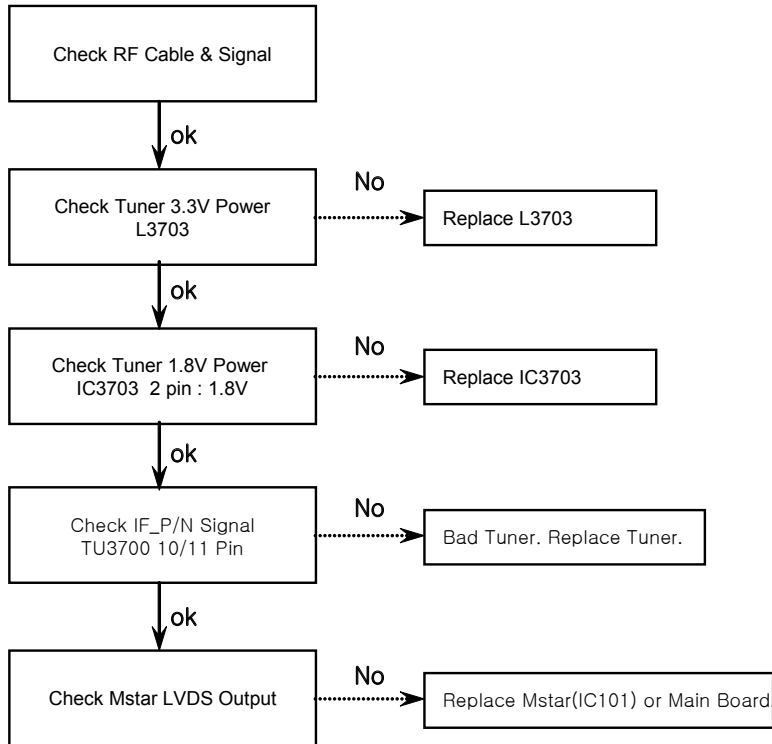 Check RF Cable & Signal
ok
Check Tuner 3.3V Power
L3703
No
Replace L3703
ok
Check Tuner 1.8V Power
IC3703 2 pin : 1.8V
No
Replace IC3703
ok
Check IF_P/N Signal
TU3700 10/11 Pin
No
Bad Tuner. Replace Tuner.
ok
Check Mstar LVDS Output
No
Replace Mstar(IC101) or Main Board.